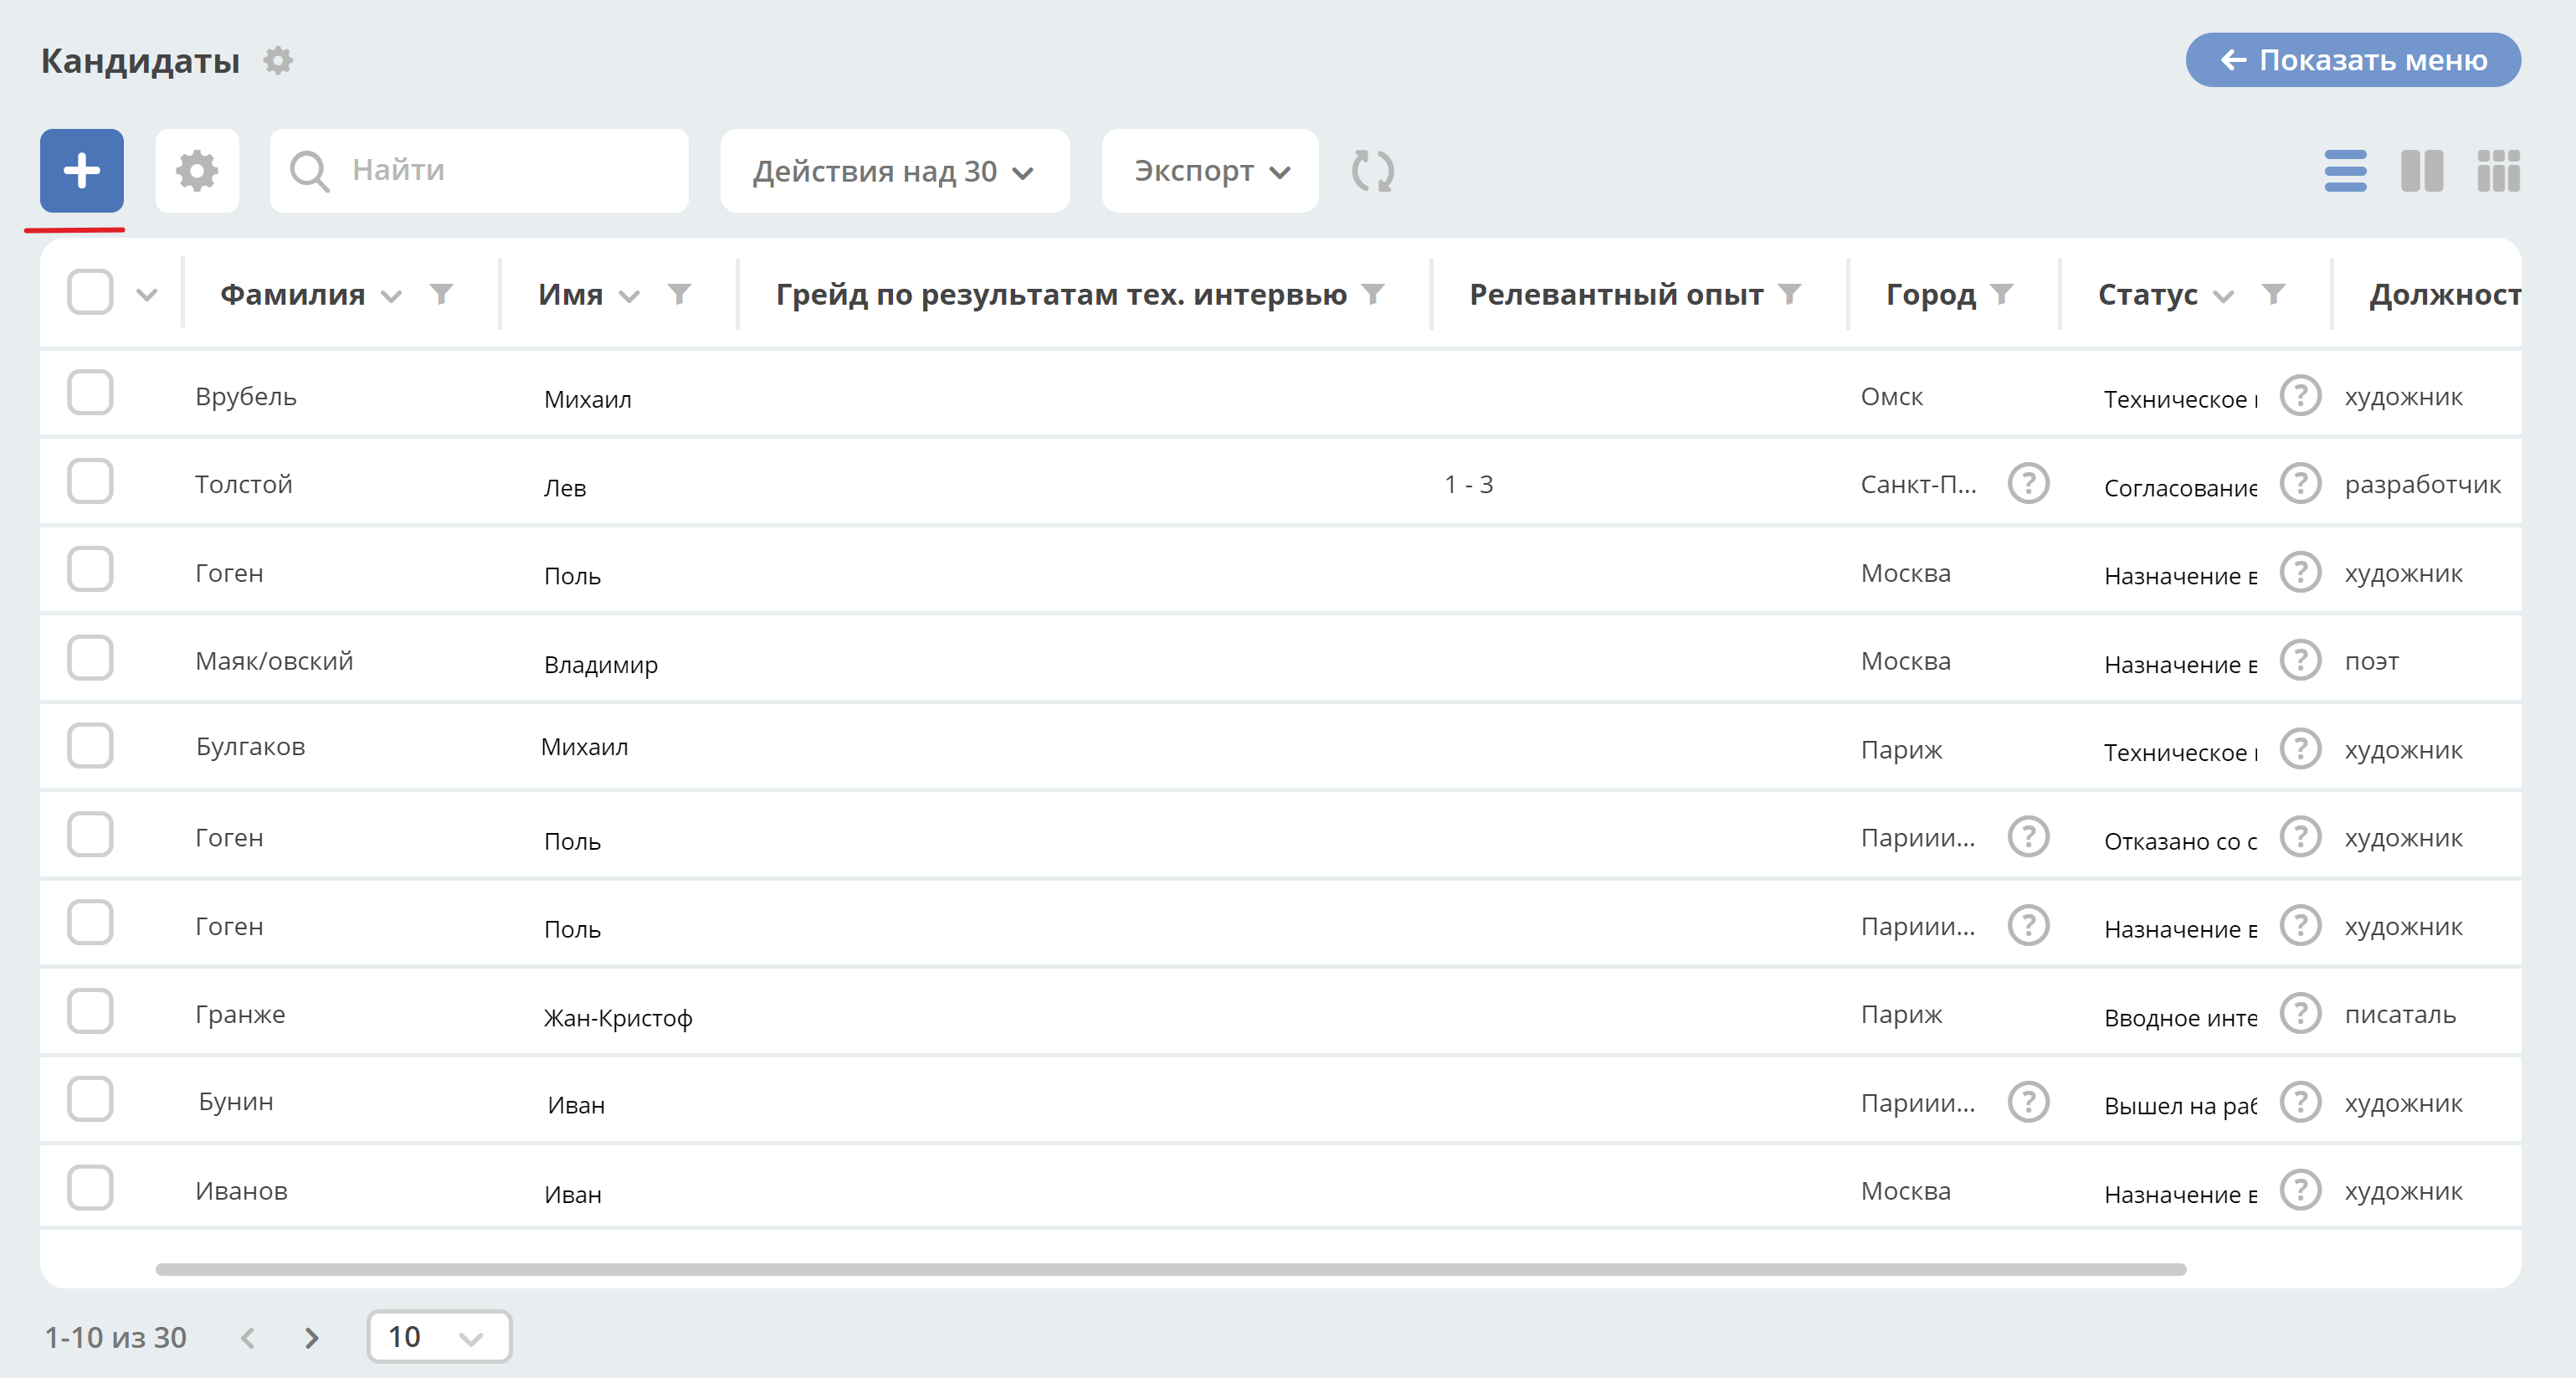 Кандидаты
Показать меню
Найти
Действия над 30
Экспорт
Фамилия Имя Грейд по результатам тех. интервью Релевантный опыт Город Статус Должност
Врубель Михаил Омск Техническое ? художник
Толстой Лев 1 - 3 Санкт-П... ? Согласование ? разработчик
Гоген Поль Москва Назначение в ? художник
Маяк/овский Владимир Москва Назначение в ? поэт
Булгаков Михаил Париж Техническое ? художник
Гоген Поль Париии... ? Отказано со с ? художник
Гоген Поль Париии... ? Назначение в ? художник
Гранже Жан-Кристоф Париж Вводное инте ? писаталь
Бунин Иван Париии... ? Вышел на раб ? художник
Иванов Иван Москва Назначение в ? художник
1-10 из 30
10